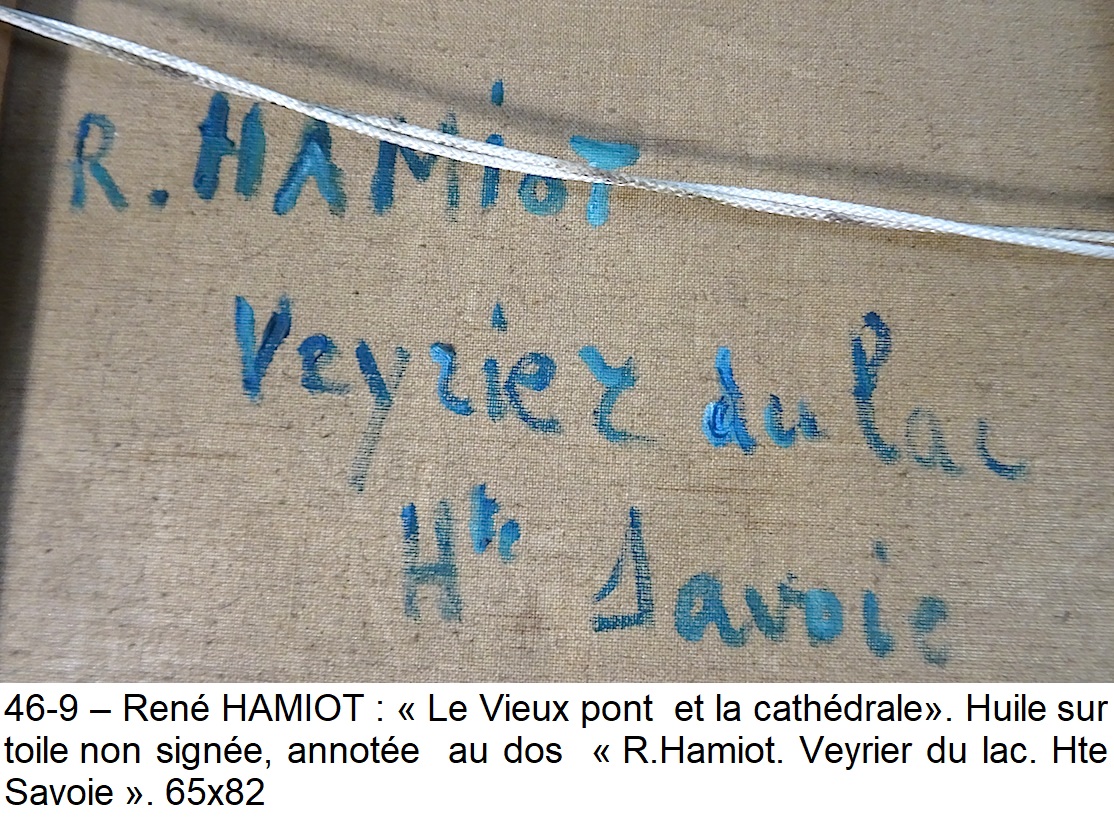 R. HAMiOT
Veyrier du lac
Hte Savoie
46-9 – René HAMIOT : « Le Vieux pont et la cathédrale». Huile sur
toile non signée, annotée au dos « R.Hamiot. Veyrier du lac. Hte
Savoie ». 65x82